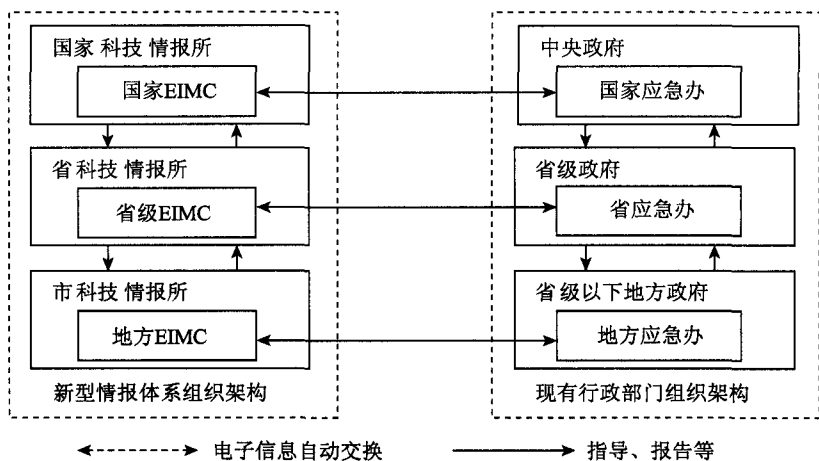 国家科技情报所
国家EIMC
省科技情报所
省级EIMC
市科技情报所
地方EIMC
新型情报体系组织架构
中央政府
国家应急办
省级政府
省应急办
省级以下地方政府
地方应急办
现有行政部门组织架构
电子信息自动交换
指导、报告等